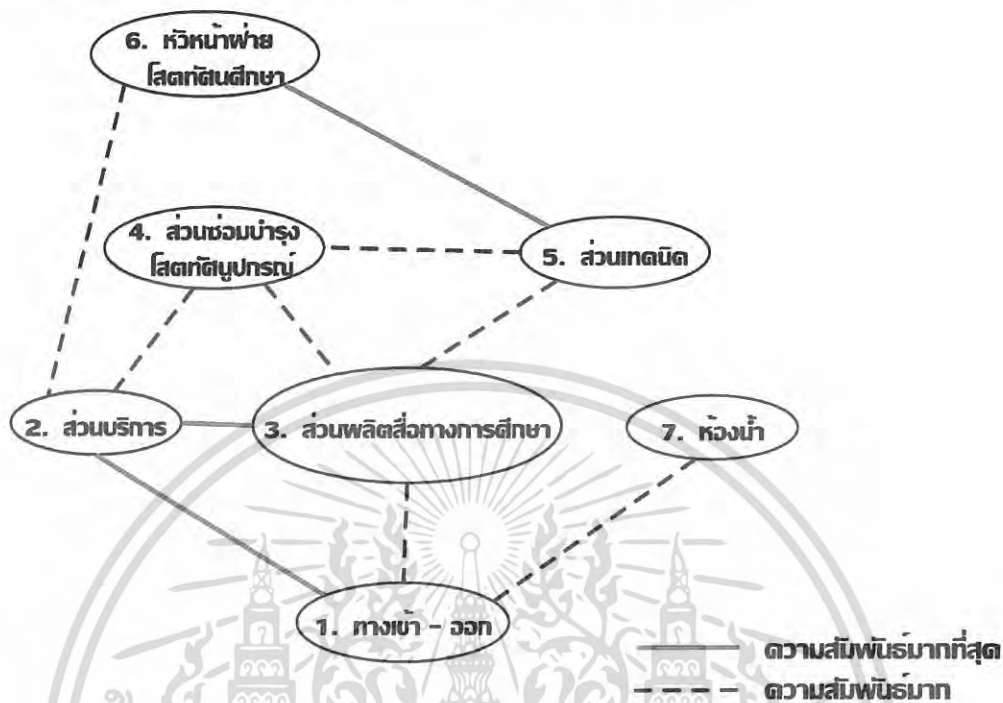 6. หัวหน้าฝ่าย
โสตทัศนศึกษา
4. ส่วนซ่อมบำรุง
โสตทัศนูปกรณ์
5. ส่วนเทคนิค
2. ส่วนบริการ
3. ส่วนผลิตสื่อทางการศึกษา
7. ห้องน้ำ
1. ทางเข้า - ออก
ความสัมพันธ์มากที่สุด
ความสัมพันธ์มาก